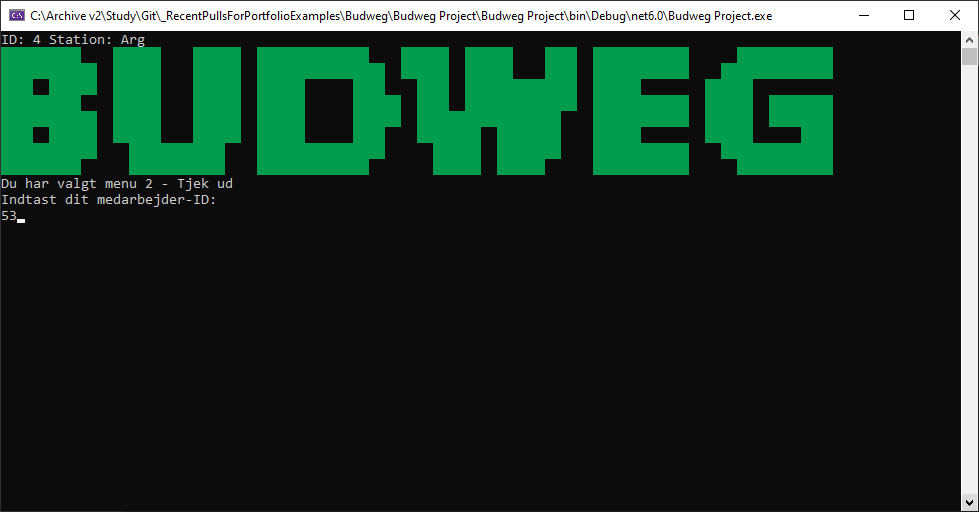 C:\Archive v2\Study\Git\_RecentPullsForPortfolioExamples\Budweg\Budweg Project\Budweg Project\bin\Debug\net6.0\Budweg Project.exe
ID: 4 Station: Arg
BUDWEG
Du har valgt menu 2 - Tjek ud
Indtast dit medarbejder-ID:
53